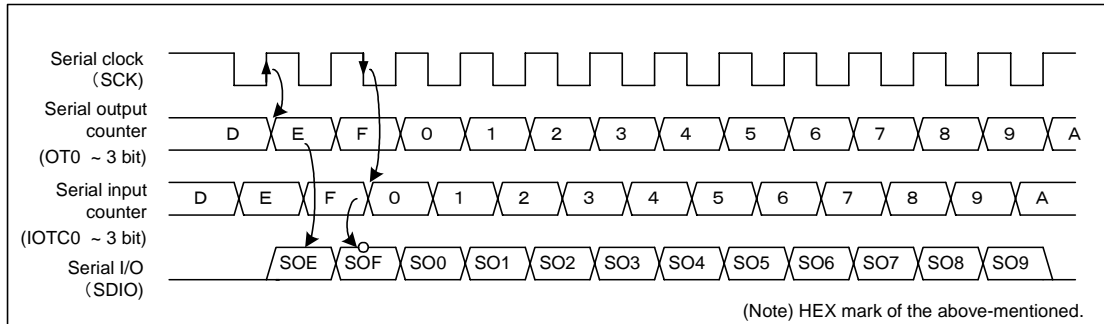 Serial clock
（SCK)
Serial output
counter
(OT0 ~ 3 bit)
D E F 0 1 2 3 4 5 6 7 8 9 A
Serial input
counter
(IOTC0 ~ 3 bit)
D E F 0 1 2 3 4 5 6 7 8 9 A
Serial I/O
（SDIO)
SOE SOF SO0 SO1 SO2 SO3 SO4 SO5 SO6 SO7 SO8 SO9
(Note) HEX mark of the above-mentioned.